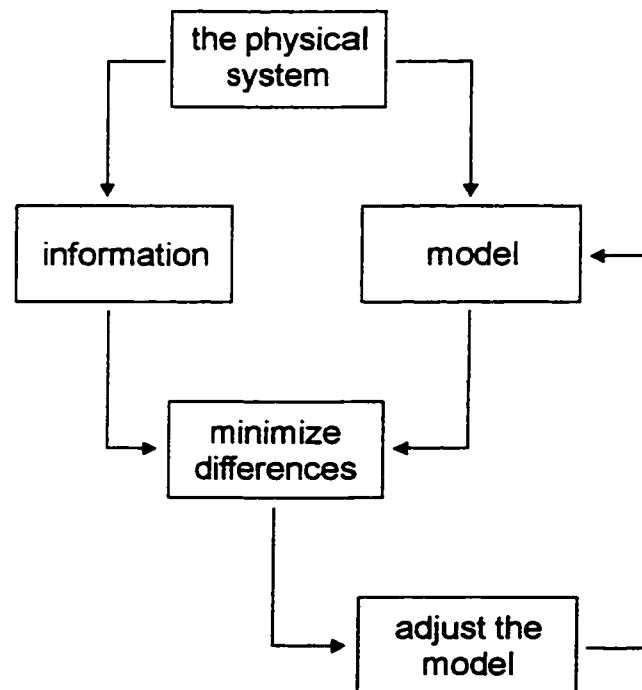 the physical
system
information
model
minimize
differences
adjust the
model